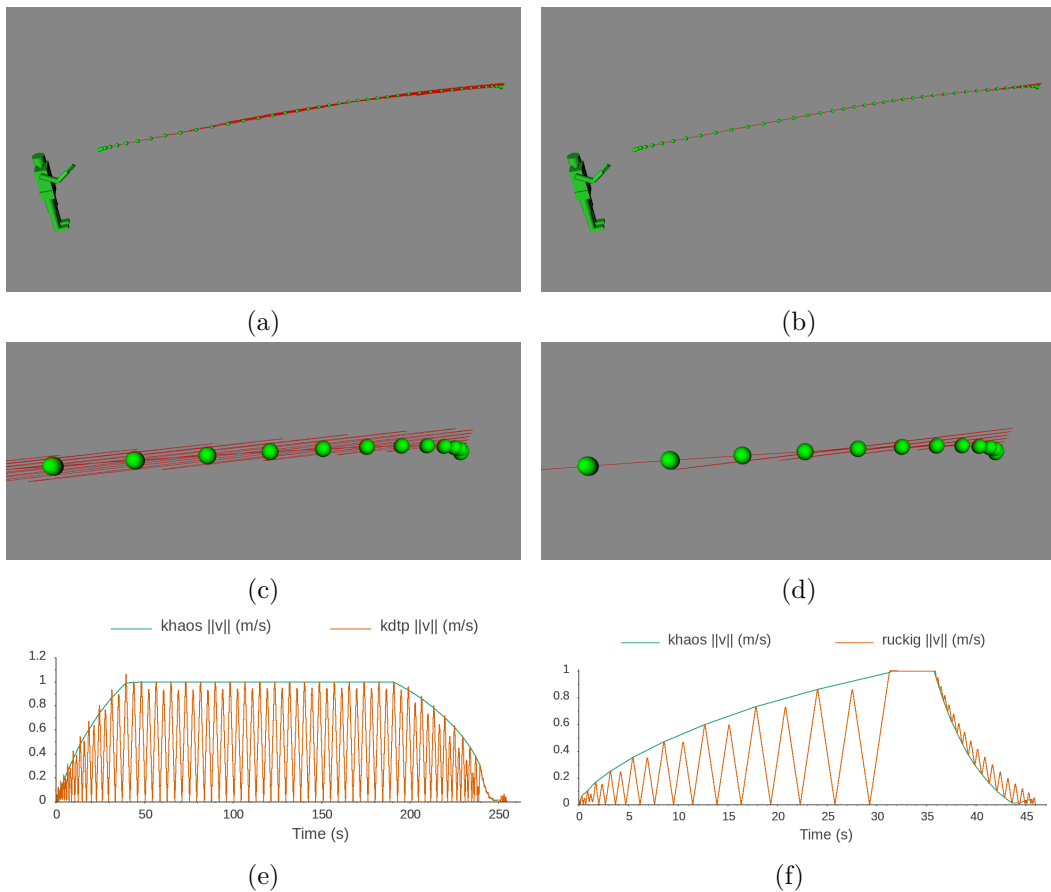 (a) (b)
(c) (d)
khaos ||v|| (m/s) kdtp ||v|| (m/s)
1.2
1
0.8
0.6
0.4
0.2
0
0 50 100 150 200 250
Time (s)
(e)
khaos ||v|| (m/s) ruckig ||v|| (m/s)
1
0.8
0.6
0.4
0.2
0
0 5 10 15 20 25 30 35 40 45
Time (s)
(f)